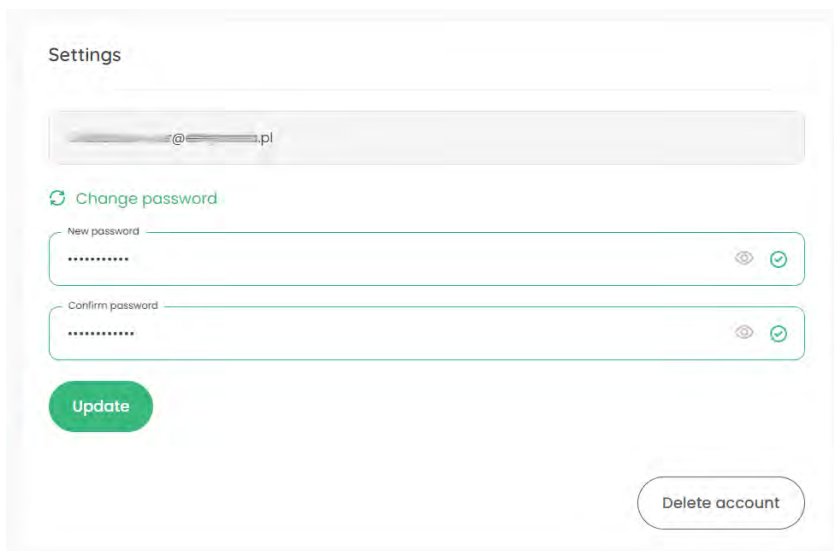 Settings
@ .pl
Change password
New password
•••••••••••
Confirm password
••••••••••••
Update
Delete account